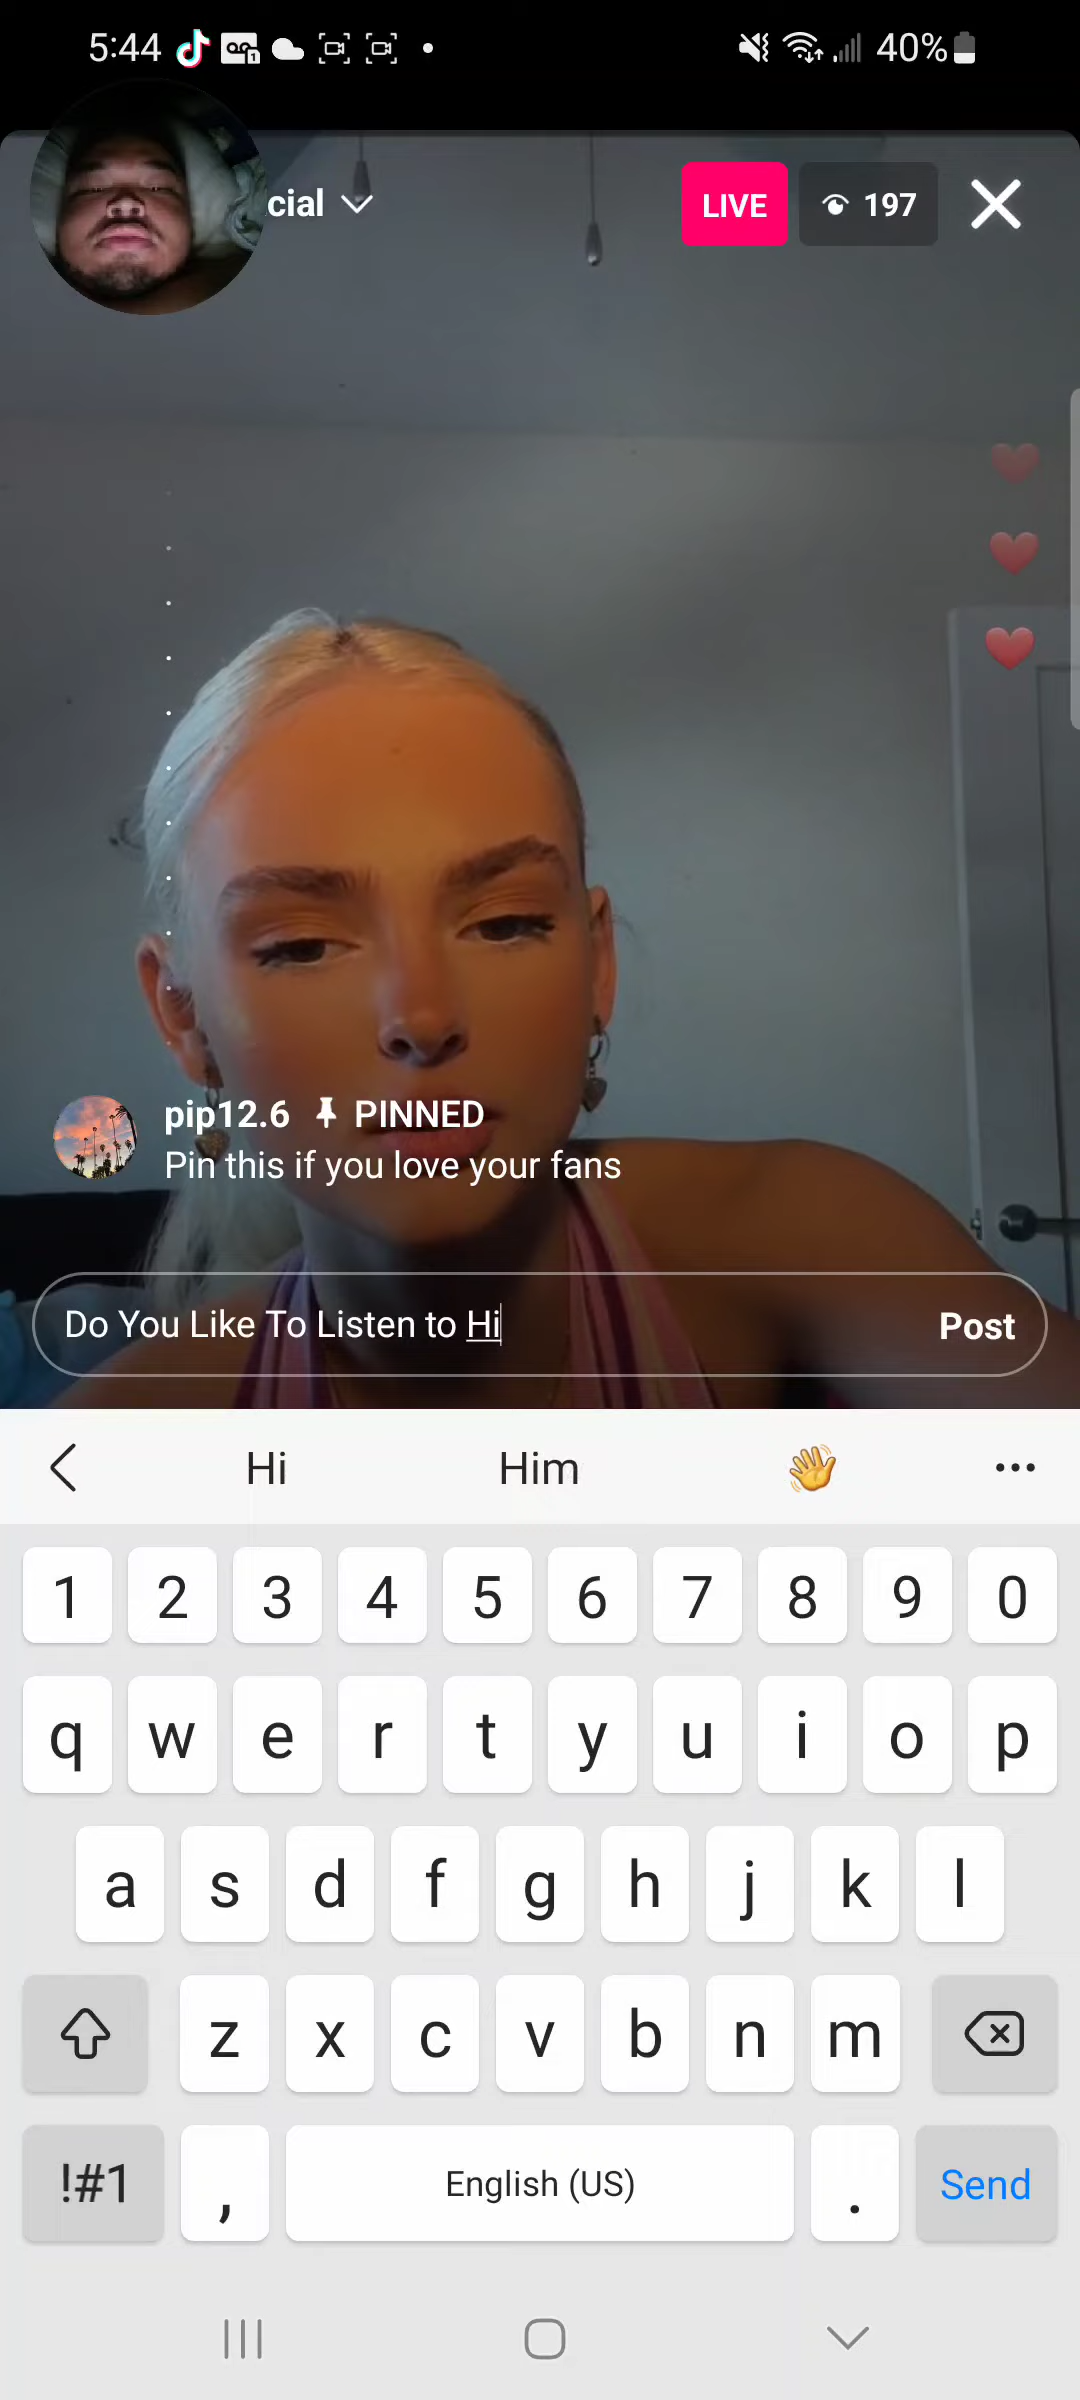 5:44
40%
cial
LIVE
197
pip12.6 PINNED
Pin this if you love your fans
Do You Like To Listen to Hi
Post
Hi Him
1 2 3 4 5 6 7 8 9 0
q w e r t y u i o p
a s d f g h j k l
z x c v b n m
!#1 , English (US) . Send